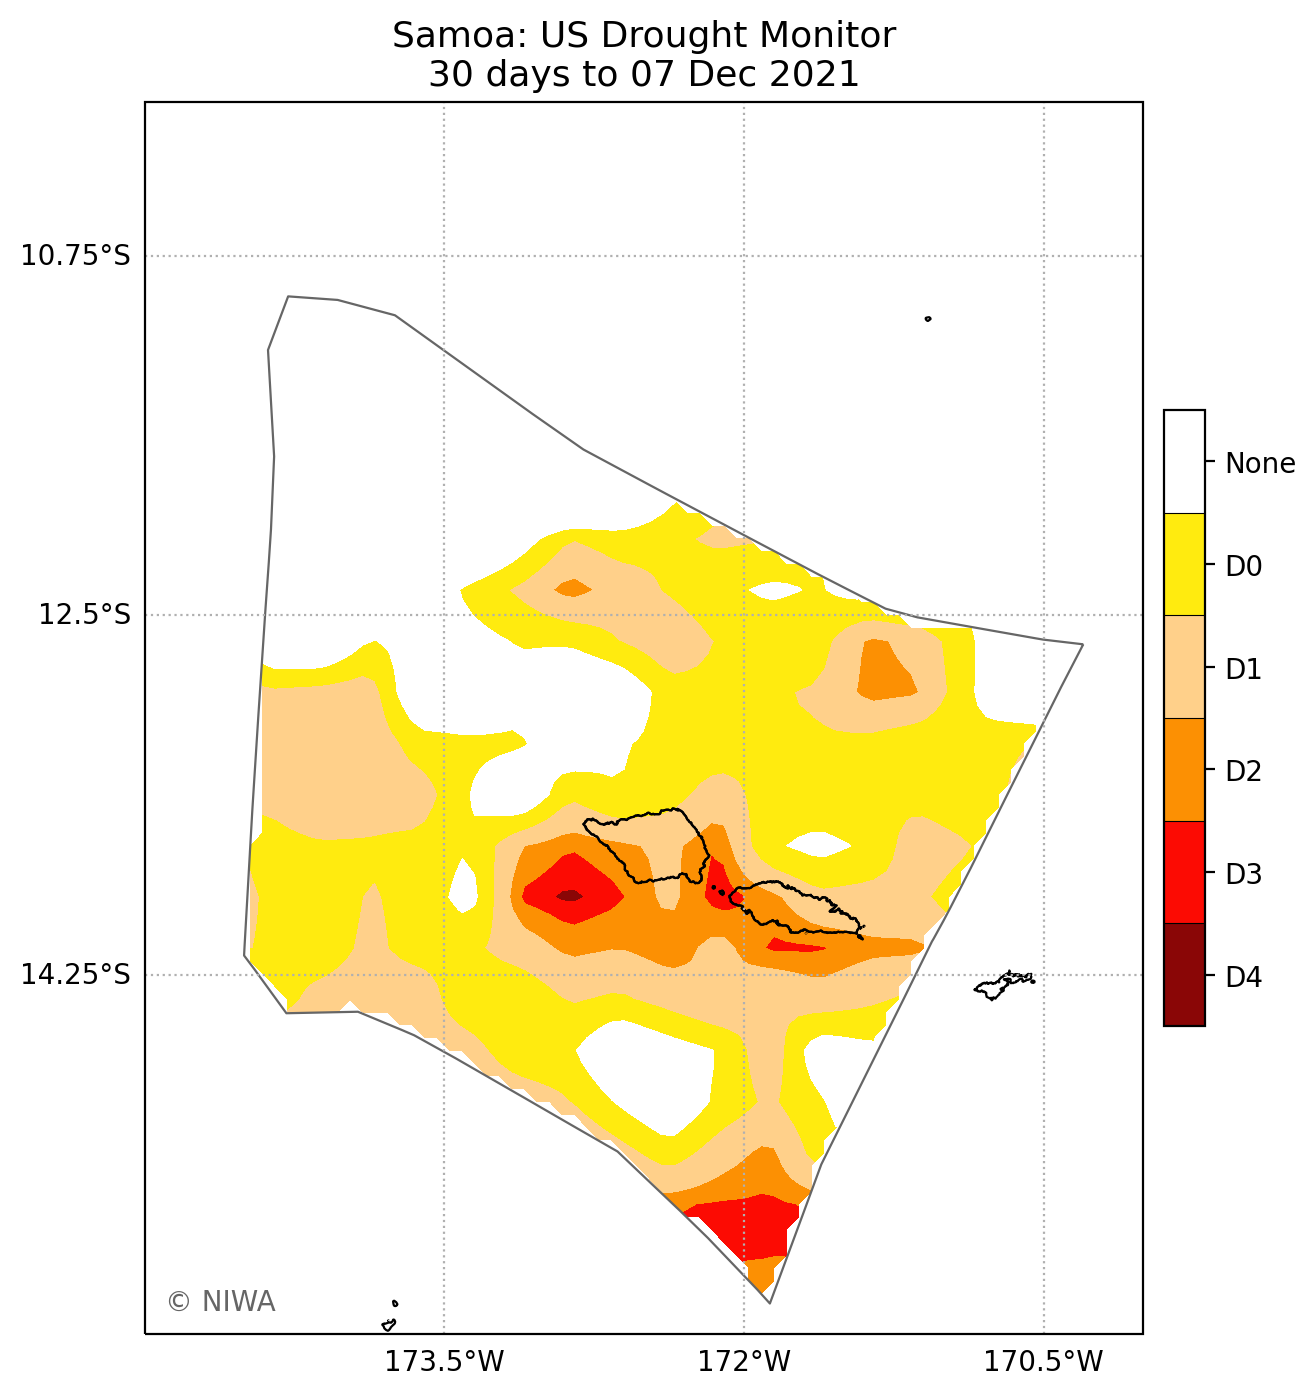 Samoa: US Drought Monitor
30 days to 07 Dec 2021
10.75°S
12.5°S
14.25°S
173.5°W
172°W
170.5°W
None
D0
D1
D2
D3
D4
© NIWA